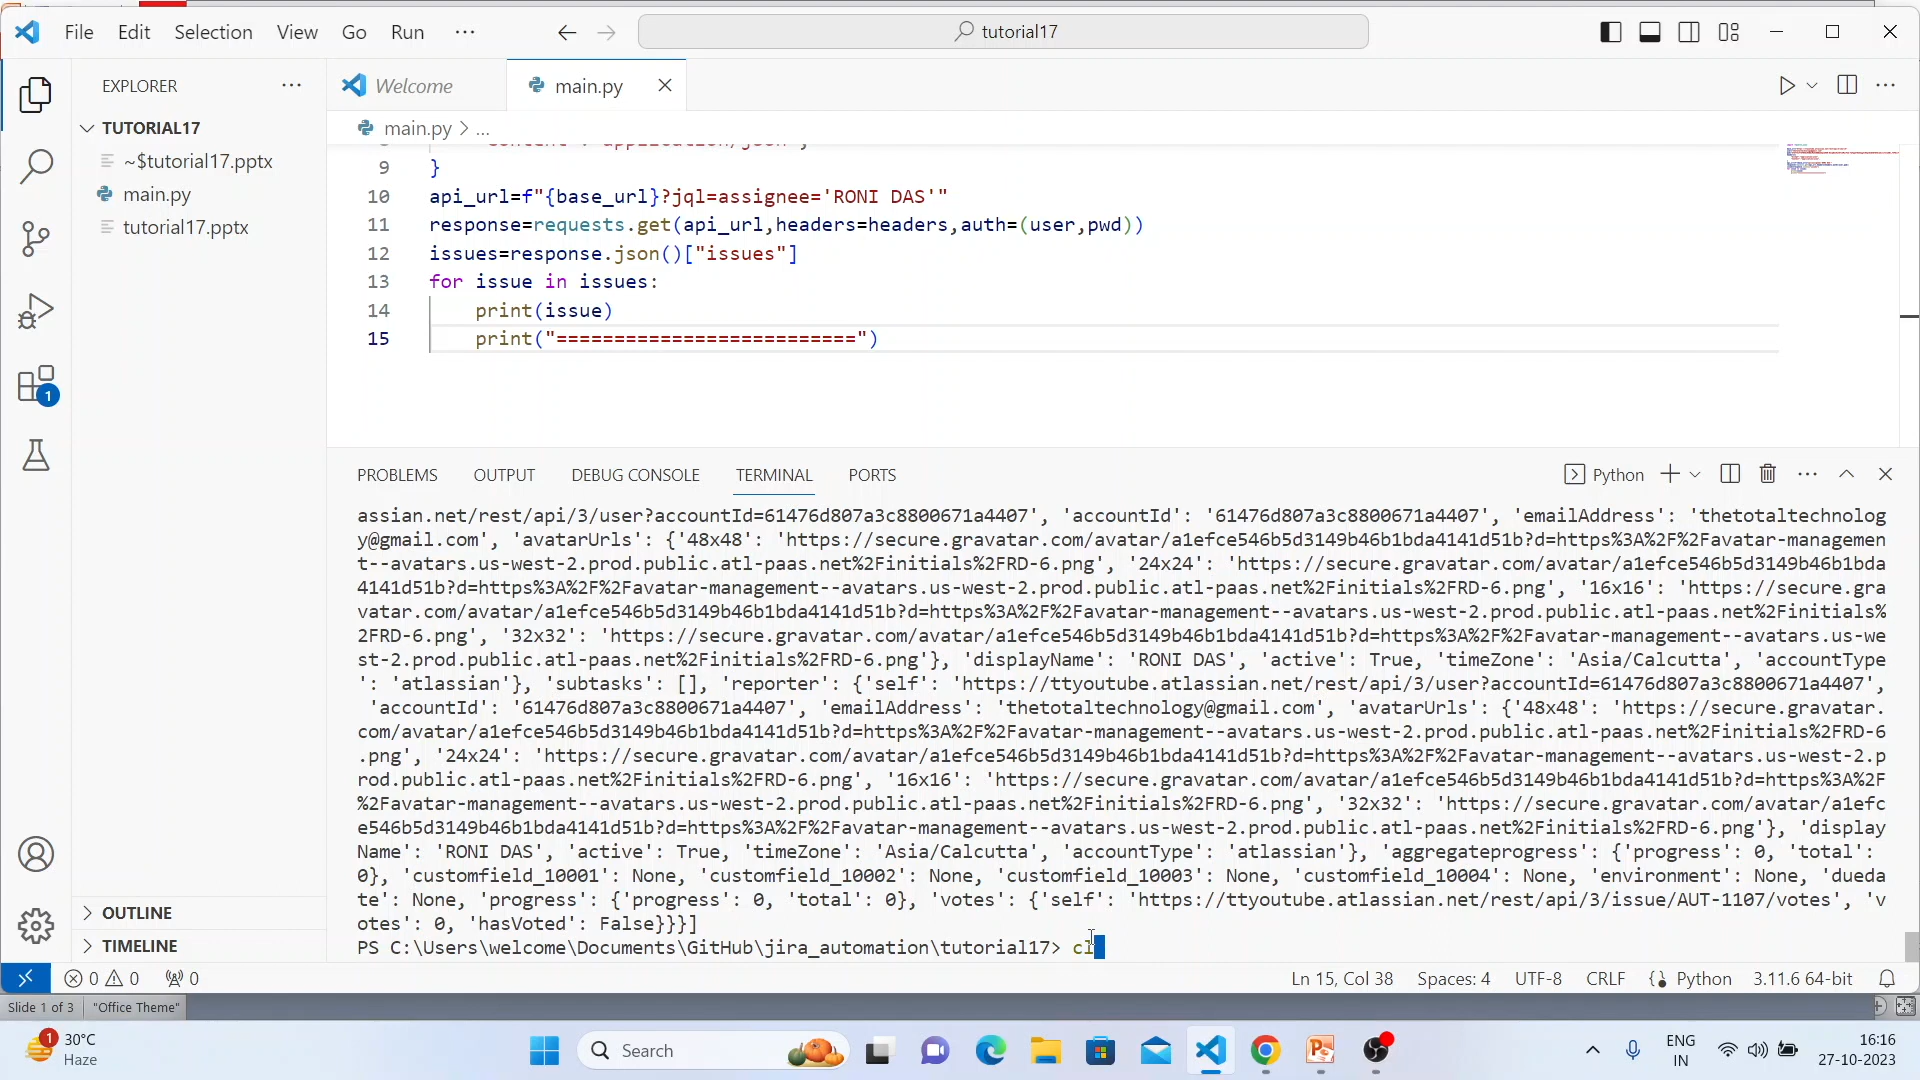 File Edit Selection View Go Run ··· tutorial17
EXPLORER
TUTORIAL17
~$tutorial17.pptx
main.py
tutorial17.pptx
OUTLINE
TIMELINE
1
Welcome main.py
main.py > ...
9 }
10 api_url=f"{base_url}?jql=assignee='RONI DAS'"
11 response=requests.get(api_url,headers=headers,auth=(user,pwd))
12 issues=response.json()["issues"]
13 for issue in issues:
14 print(issue)
15 print("==========================")
PROBLEMS OUTPUT DEBUG CONSOLE TERMINAL PORTS Python
assian.net/rest/api/3/user?accountId=61476d807a3c8800671a4407', 'accountId': '61476d807a3c8800671a4407', 'emailAddress': 'thetotaltechnolog
y@gmail.com', 'avatarUrls': {'48x48': 'https://secure.gravatar.com/avatar/a1efce546b5d3149b46b1bda4141d51b?d=https%3A%2F%2Favatar-managemen
t--avatars.us-west-2.prod.public.atl-paas.net%2Finitials%2FRD-6.png', '24x24': 'https://secure.gravatar.com/avatar/a1efce546b5d3149b46b1bda
4141d51b?d=https%3A%2F%2Favatar-management--avatars.us-west-2.prod.public.atl-paas.net%2Finitials%2FRD-6.png', '16x16': 'https://secure.gra
vatar.com/avatar/a1efce546b5d3149b46b1bda4141d51b?d=https%3A%2F%2Favatar-management--avatars.us-west-2.prod.public.atl-paas.net%2Finitials%
2FRD-6.png', '32x32': 'https://secure.gravatar.com/avatar/a1efce546b5d3149b46b1bda4141d51b?d=https%3A%2F%2Favatar-management--avatars.us-we
st-2.prod.public.atl-paas.net%2Finitials%2FRD-6.png'}, 'displayName': 'RONI DAS', 'active': True, 'timeZone': 'Asia/Calcutta', 'accountType
': 'atlassian'}, 'subtasks': [], 'reporter': {'self': 'https://ttyoutube.atlassian.net/rest/api/3/user?accountId=61476d807a3c8800671a4407',
'accountId': '61476d807a3c8800671a4407', 'emailAddress': 'thetotaltechnology@gmail.com', 'avatarUrls': {'48x48': 'https://secure.gravatar.
com/avatar/a1efce546b5d3149b46b1bda4141d51b?d=https%3A%2F%2Favatar-management--avatars.us-west-2.prod.public.atl-paas.net%2Finitials%2FRD-6
.png', '24x24': 'https://secure.gravatar.com/avatar/a1efce546b5d3149b46b1bda4141d51b?d=https%3A%2F%2Favatar-management--avatars.us-west-2.p
rod.public.atl-paas.net%2Finitials%2FRD-6.png', '16x16': 'https://secure.gravatar.com/avatar/a1efce546b5d3149b46b1bda4141d51b?d=https%3A%2F
%2Favatar-management--avatars.us-west-2.prod.public.atl-paas.net%2Finitials%2FRD-6.png', '32x32': 'https://secure.gravatar.com/avatar/a1efc
e546b5d3149b46b1bda4141d51b?d=https%3A%2F%2Favatar-management--avatars.us-west-2.prod.public.atl-paas.net%2Finitials%2FRD-6.png'}, 'display
Name': 'RONI DAS', 'active': True, 'timeZone': 'Asia/Calcutta', 'accountType': 'atlassian'}, 'aggregateprogress': {'progress': 0, 'total':
0}, 'customfield_10001': None, 'customfield_10002': None, 'customfield_10003': None, 'customfield_10004': None, 'environment': None, 'dueda
te': None, 'progress': {'progress': 0, 'total': 0}, 'votes': {'self': 'https://ttyoutube.atlassian.net/rest/api/3/issue/AUT-1107/votes', 'v
otes': 0, 'hasVoted': False}}}]
PS C:\Users\welcome\Documents\GitHub\jira_automation\tutorial17> cl
0 0 0 Ln 15, Col 38 Spaces: 4 UTF-8 CRLF Python 3.11.6 64-bit
Slide 1 of 3 "Office Theme"
1 30°C
Haze
Search
ENG
IN
16:16
27-10-2023